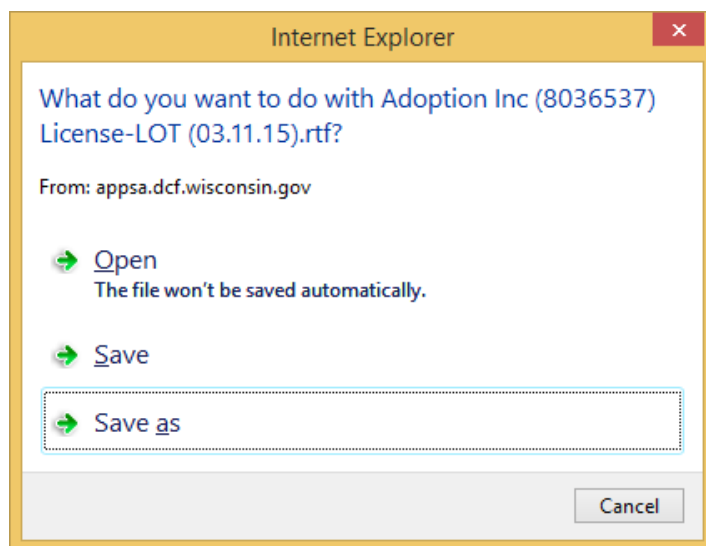 Internet Explorer
What do you want to do with Adoption Inc (8036537)
License-LOT (03.11.15).rtf?
From: appsa.dcf.wisconsin.gov
Open
The file won't be saved automatically.
Save
Save as
Cancel